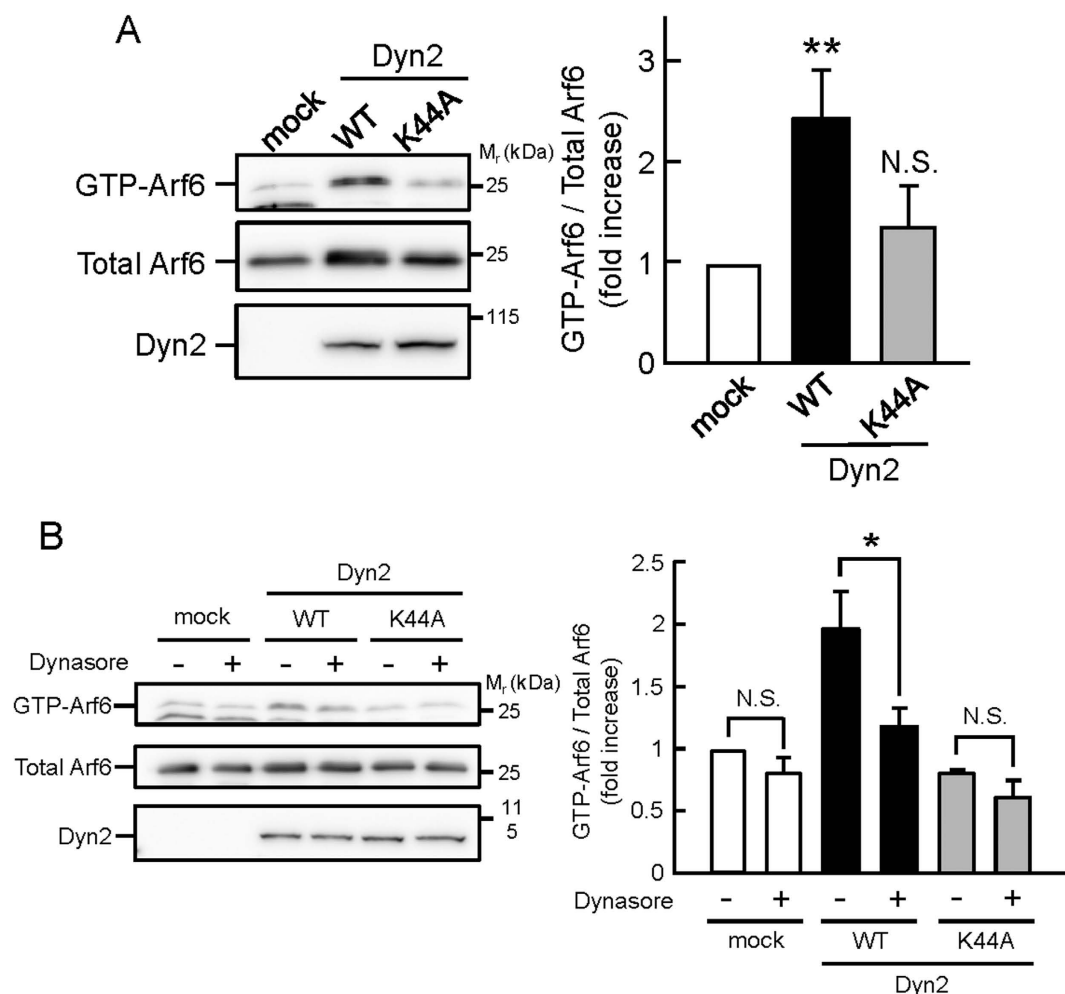 A
Dyn2
mock
WT
K44A
Mr (kDa)
GTP-Arf6
25
Total Arf6
25
115
Dyn2
GTP-Arf6 / Total Arf6
(fold increase)
3
2
1
0
**
N.S.
mock
WT
K44A
Dyn2
B
Dyn2
mock WT K44A
Dynasore - + - + - +
Mr (kDa)
GTP-Arf6
25
Total Arf6
25
11
5
Dyn2
GTP-Arf6 / Total Arf6
(fold increase)
2.5
2
1.5
1
0.5
0
N.S.
*
N.S.
Dynasore - + - + - +
mock WT K44A
Dyn2